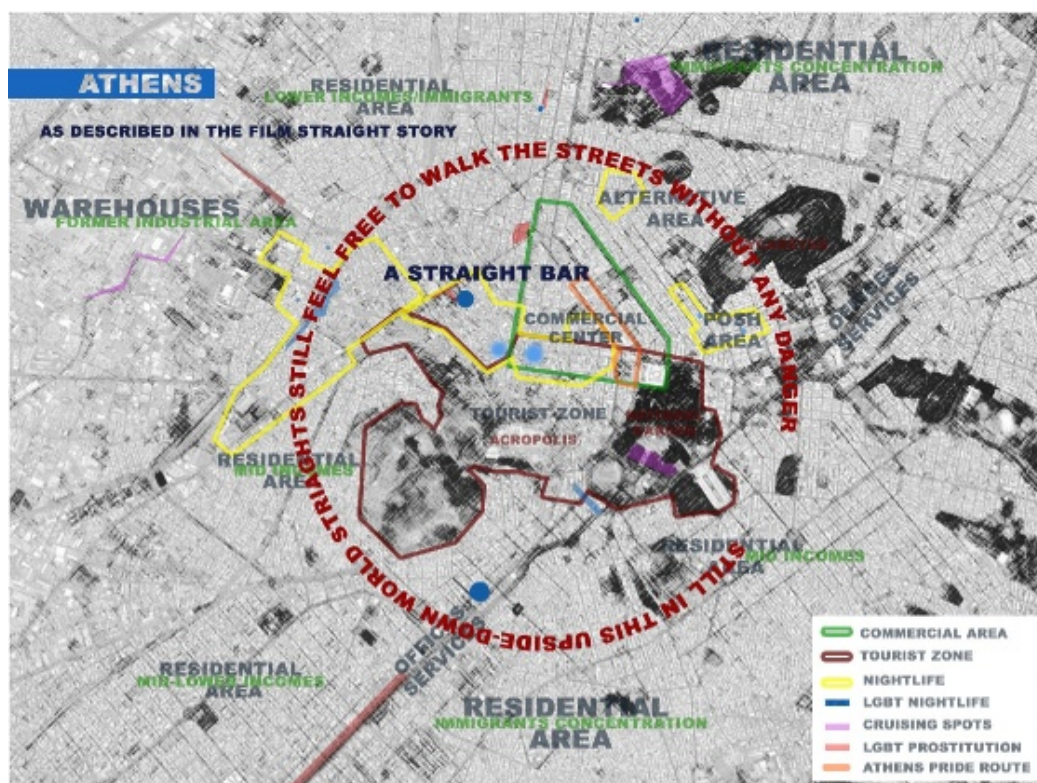 ATHENS
AS DESCRIBED IN THE FILM STRAIGHT STORY
RESIDENTIAL
LOWER INCOMES/IMMIGRANTS
AREA
RESIDENTIAL
IMMIGRANTS CONCENTRATION
AREA
WAREHOUSES
FORMER INDUSTRIAL AREA
STILL IN THIS UPSIDE-DOWN WORLD STRIAGHTS STILL FEEL FREE TO WALK THE STREETS WITHOUT ANY DANGER
ALTERNATIVE
AREA
A STRAIGHT BAR
COMMERCIAL
CENTER
POSH
AREA
OFFICES
SERVICES
TOURIST ZONE
ACROPOLIS
RESIDENTIAL
MID INCOMES
AREA
RESIDENTIAL
MID INCOMES
AREA
OFFICES
SERVICES
RESIDENTIAL
MID-LOWER INCOMES
AREA
RESIDENTIAL
IMMIGRANTS CONCENTRATION
AREA
COMMERCIAL AREA
TOURIST ZONE
NIGHTLIFE
LGBT NIGHTLIFE
CRUISING SPOTS
LGBT PROSTITUTION
ATHENS PRIDE ROUTE